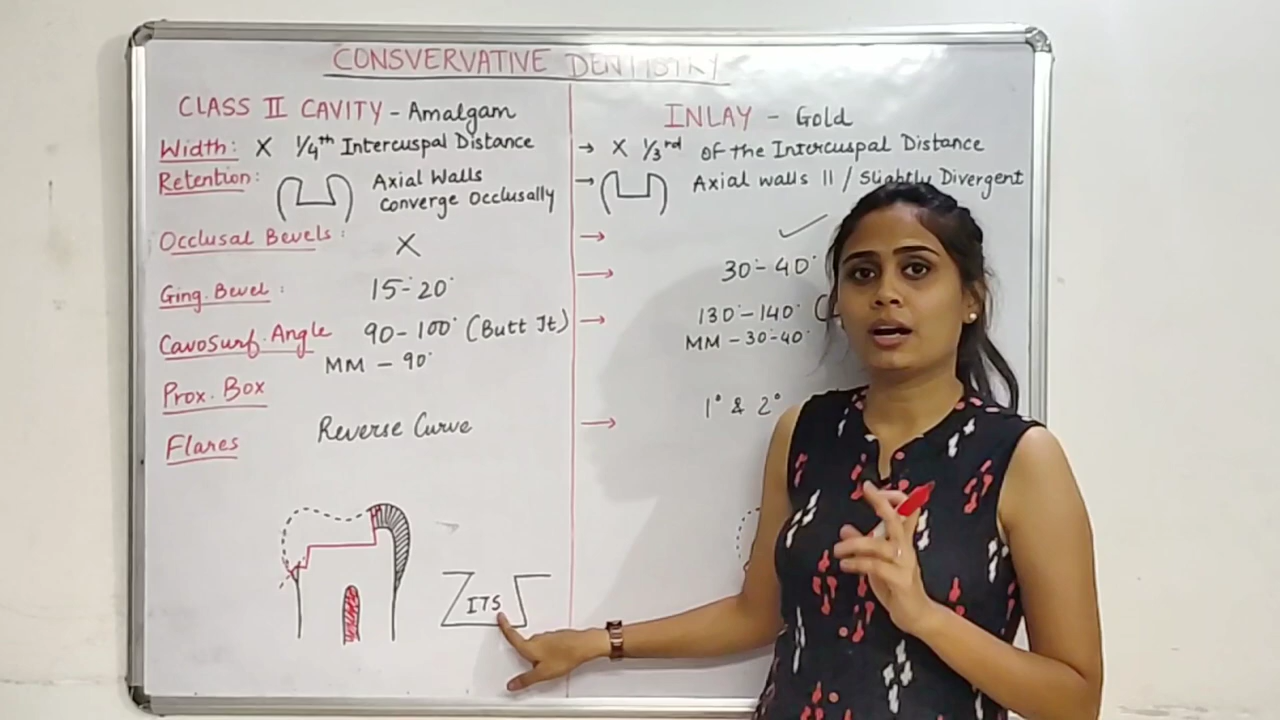 CONSVERVATIVE DENTISTRY
CLASS II CAVITY - Amalgam
Width: X 1/4th Intercuspal Distance
Retention: Axial Walls
Converge Occlusally
Occlusal Bevels: X
Ging. Bevel: 15°-20°
Cavosurf. Angle 90-100° (Butt Jt)
MM - 90°
Prox. Box
Flares Reverse Curve
ITS
INLAY - Gold
→ X 1/3rd of the Intercuspal Distance
→ Axial walls || / Slightly Divergent
→ ✓
→ 30°-40°
→ 130°-140° (
MM - 30°-40°
→ 1° & 2°